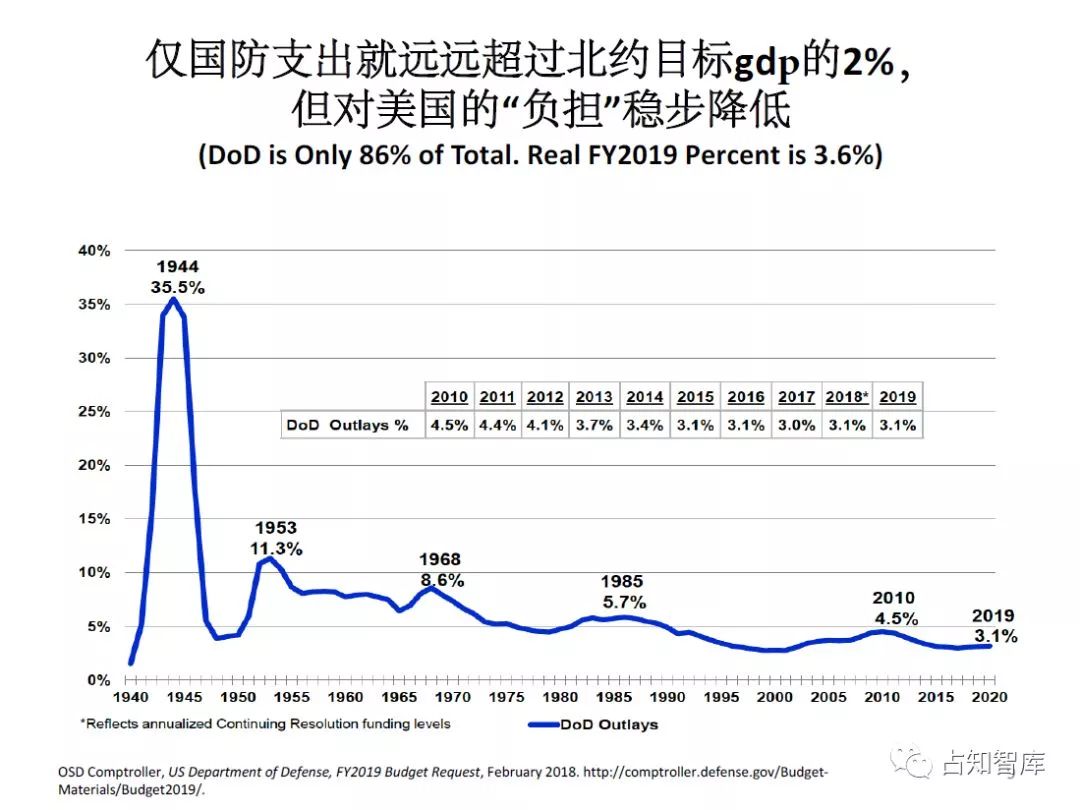 仅国防支出就远远超过北约目标gdp的2%，
但对美国的“负担”稳步降低
(DoD is Only 86% of Total. Real FY2019 Percent is 3.6%)
40%
1944
35.5%
35%
30%
2010 2011 2012 2013 2014 2015 2016 2017 2018* 2019
25%
DoD Outlays % 4.5% 4.4% 4.1% 3.7% 3.4% 3.1% 3.1% 3.0% 3.1% 3.1%
20%
15%
1953
11.3%
1968
8.6%
10%
1985
5.7%
2010
4.5%
2019
3.1%
5%
0%
1940 1945 1950 1955 1960 1965 1970 1975 1980 1985 1990 1995 2000 2005 2010 2015 2020
*Reflects annualized Continuing Resolution funding levels
DoD Outlays
OSD Comptroller, US Department of Defense, FY2019 Budget Request, February 2018. http://comptroller.defense.gov/Budget-
Materials/Budget2019/.
占知智库